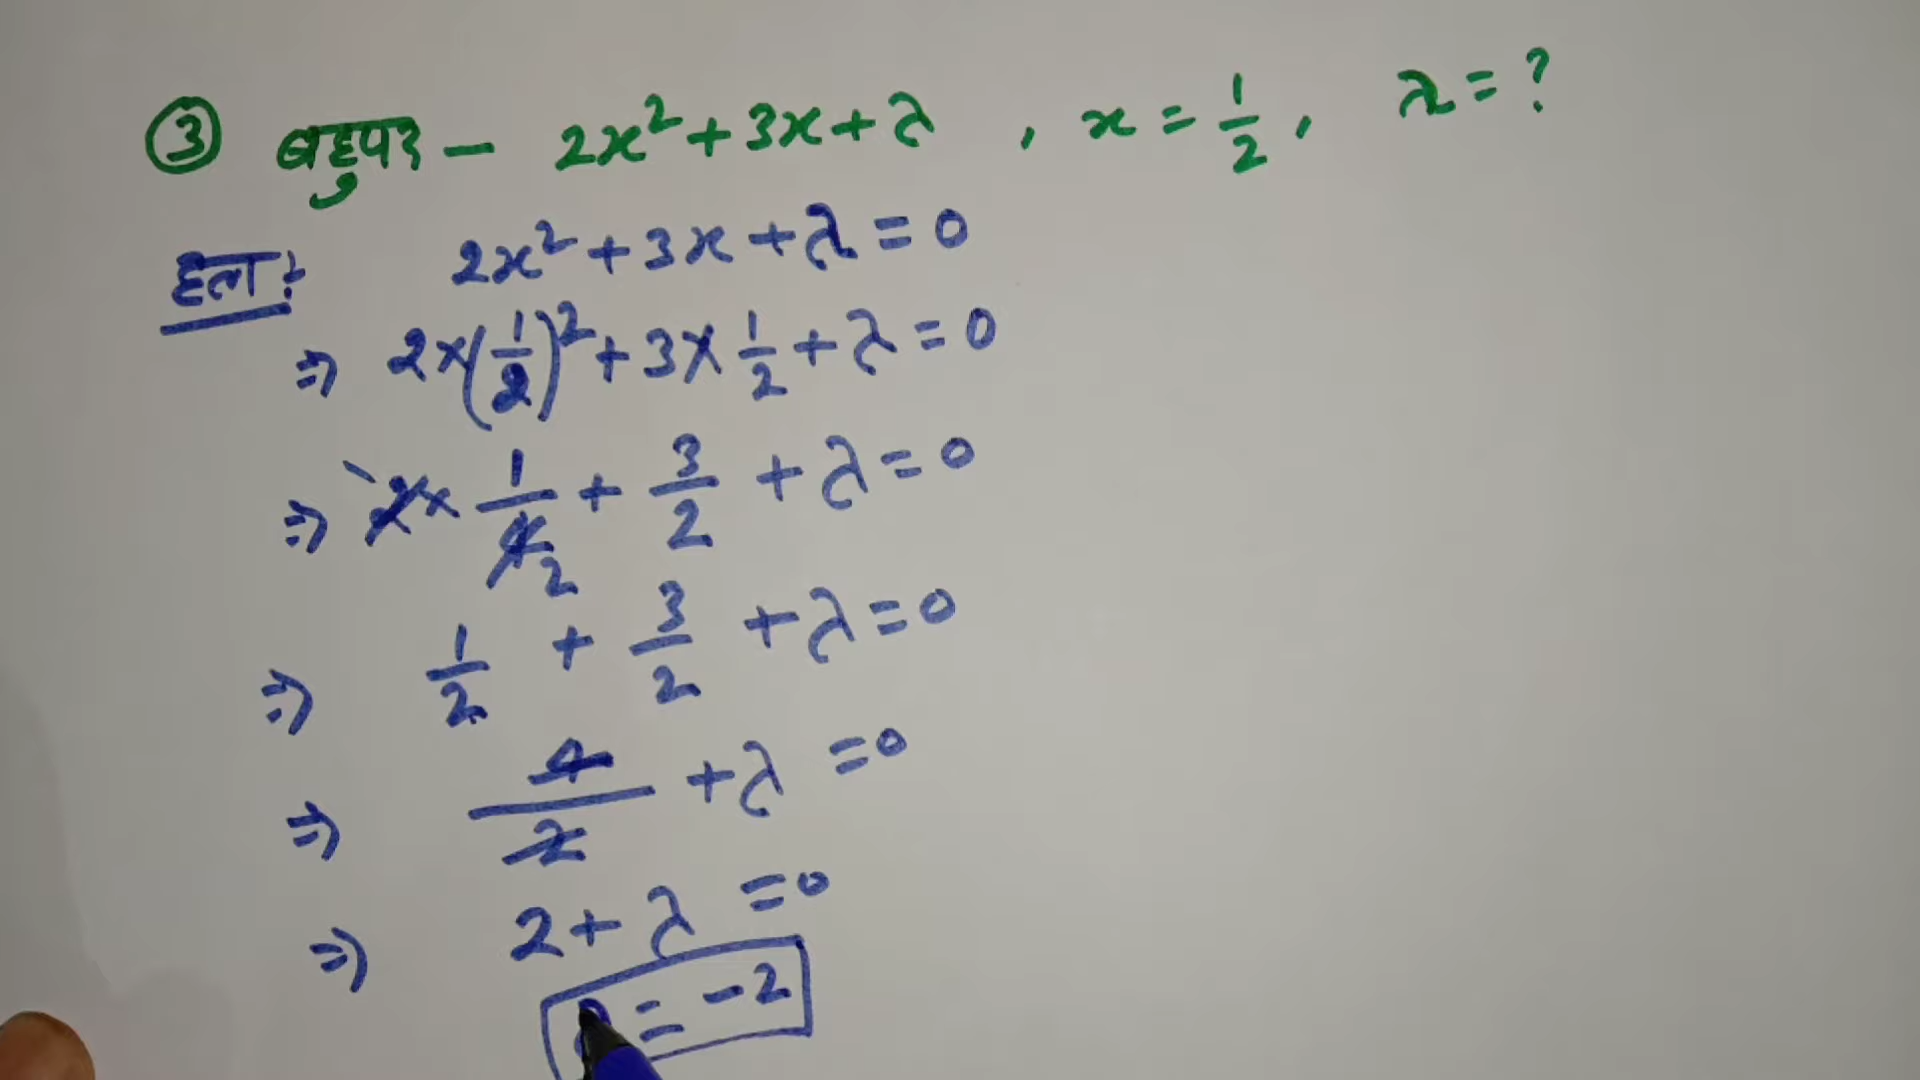 ③ बहुपद - 2x² + 3x + λ , x = 1/2 , λ = ?
हल: 2x² + 3x + λ = 0
⇒ 2×(1/2)² + 3 × 1/2 + λ = 0
⇒ 2 × 1/4 2 + 3/2 + λ = 0
⇒ 1/2 + 3/2 + λ = 0
⇒ 4/2 + λ = 0
⇒ 2 + λ = 0
= -2